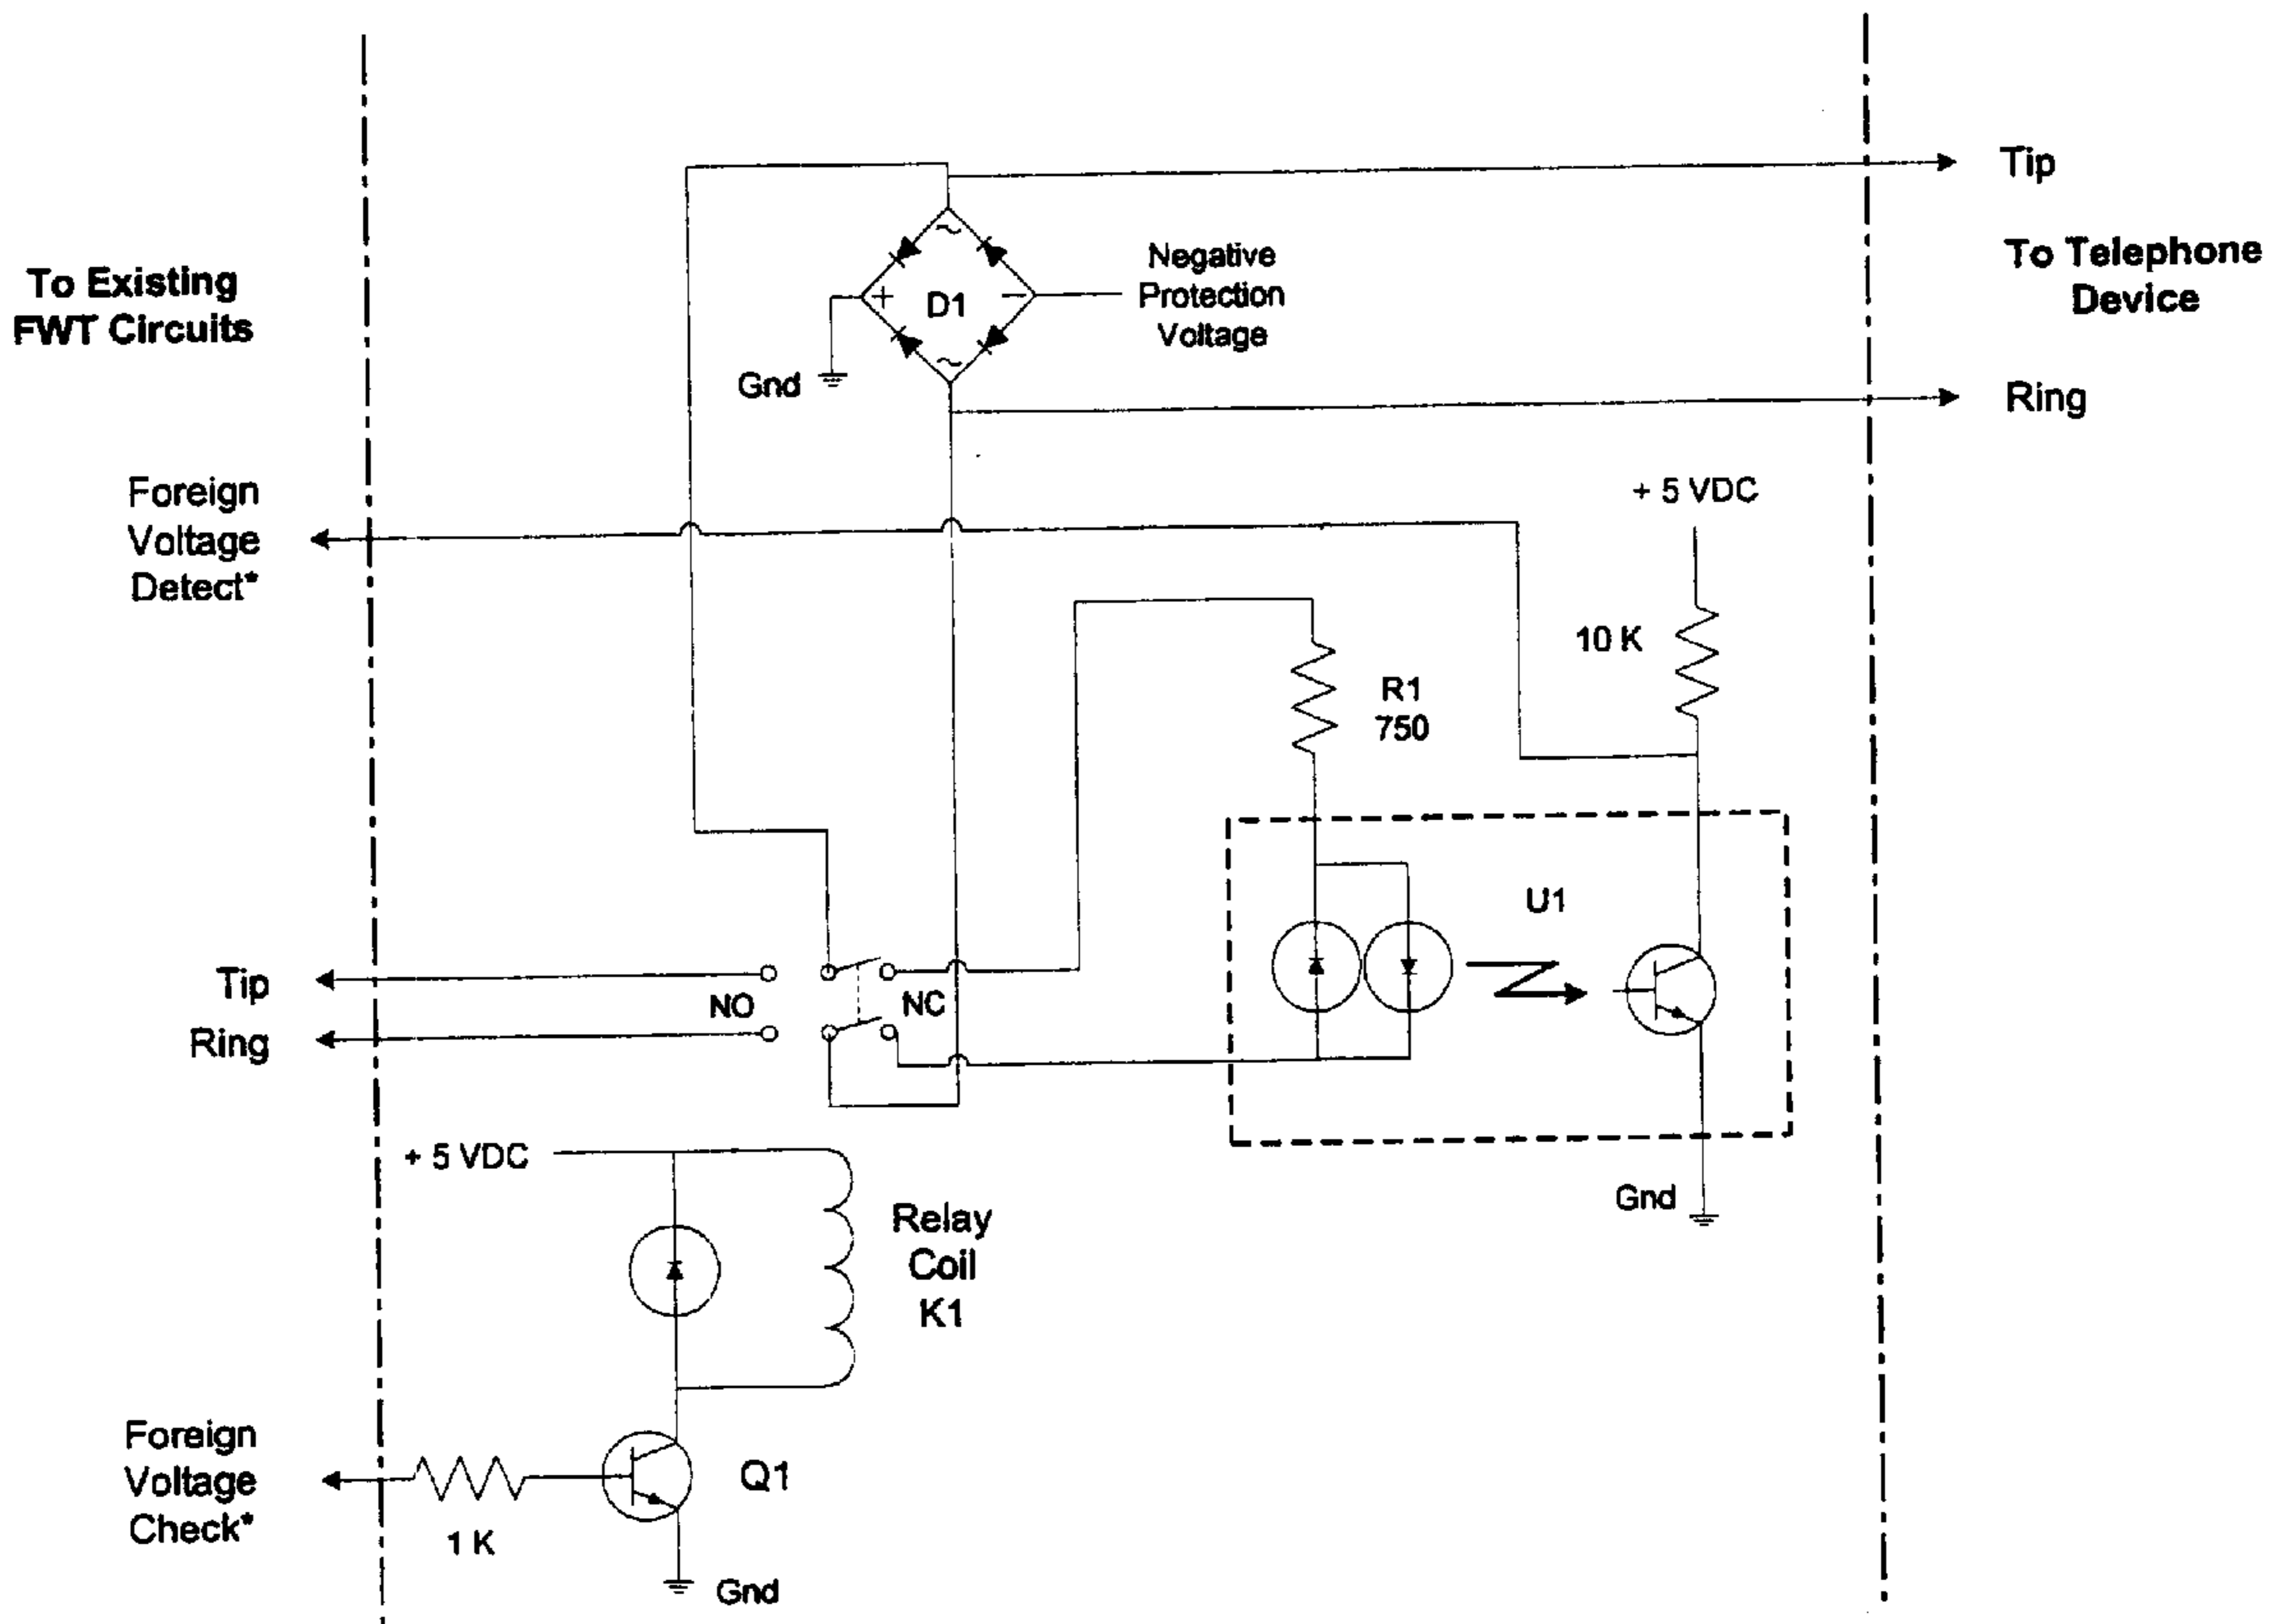 Tip
To Existing
FWT Circuits
To Telephone
Device
Negative
Protection
Voltage
~
+
D1
−
~
Gnd
Ring
Foreign
Voltage
Detect*
+ 5 VDC
10 K
R1
750
U1
Tip
NO
NC
Ring
+ 5 VDC
Relay
Coil
K1
Gnd
Foreign
Voltage
Check*
1 K
Q1
Gnd